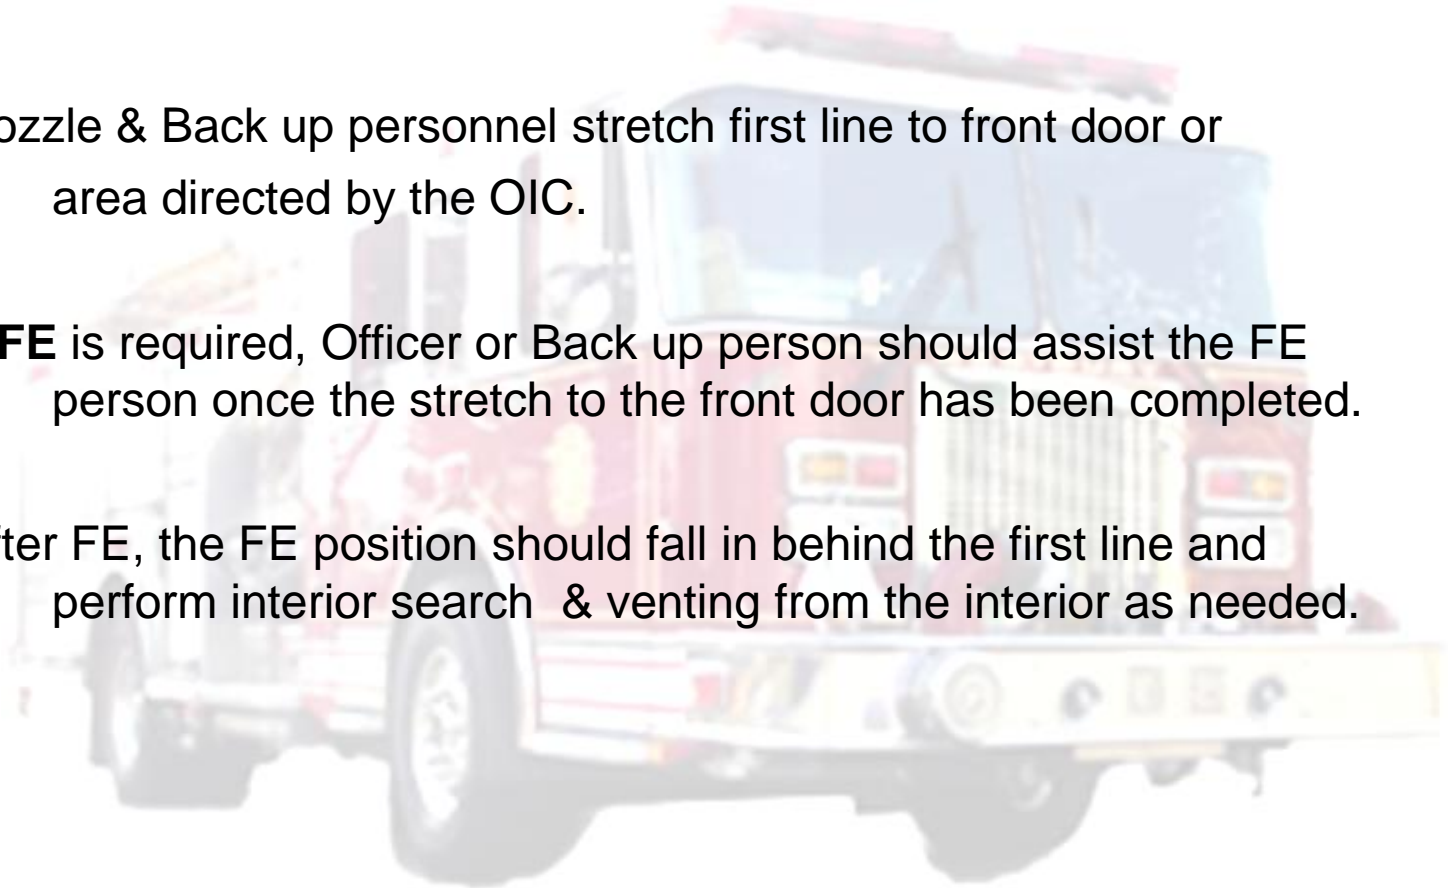 ozzle & Back up personnel stretch first line to front door or
area directed by the OIC.
FE is required, Officer or Back up person should assist the FE
person once the stretch to the front door has been completed.
ter FE, the FE position should fall in behind the first line and
perform interior search & venting from the interior as needed.